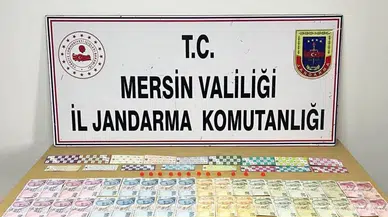 T.C.
MERSİN VALİLİĞİ
İL JANDARMA KOMUTANLIĞI